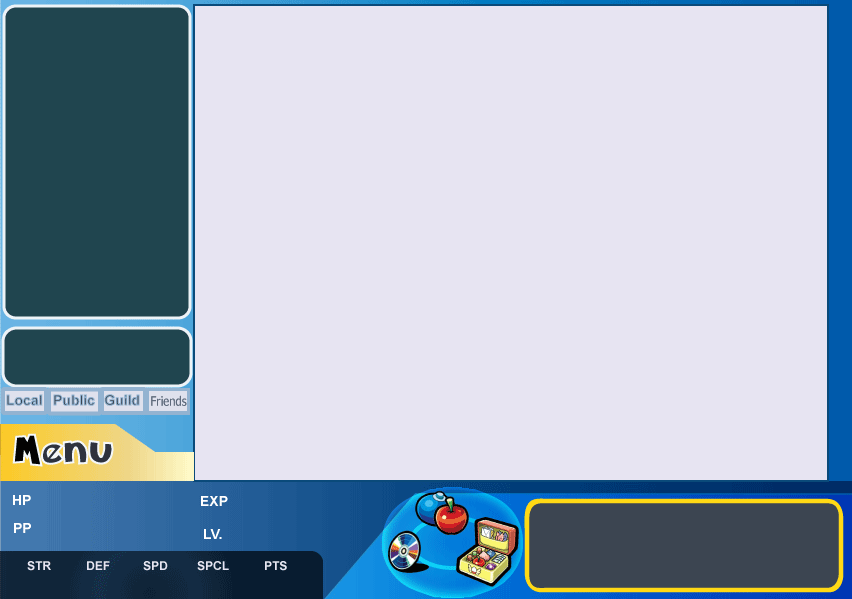 Local Public Guild Friends
Menu
HP EXP
PP LV.
STR DEF SPD SPCL PTS